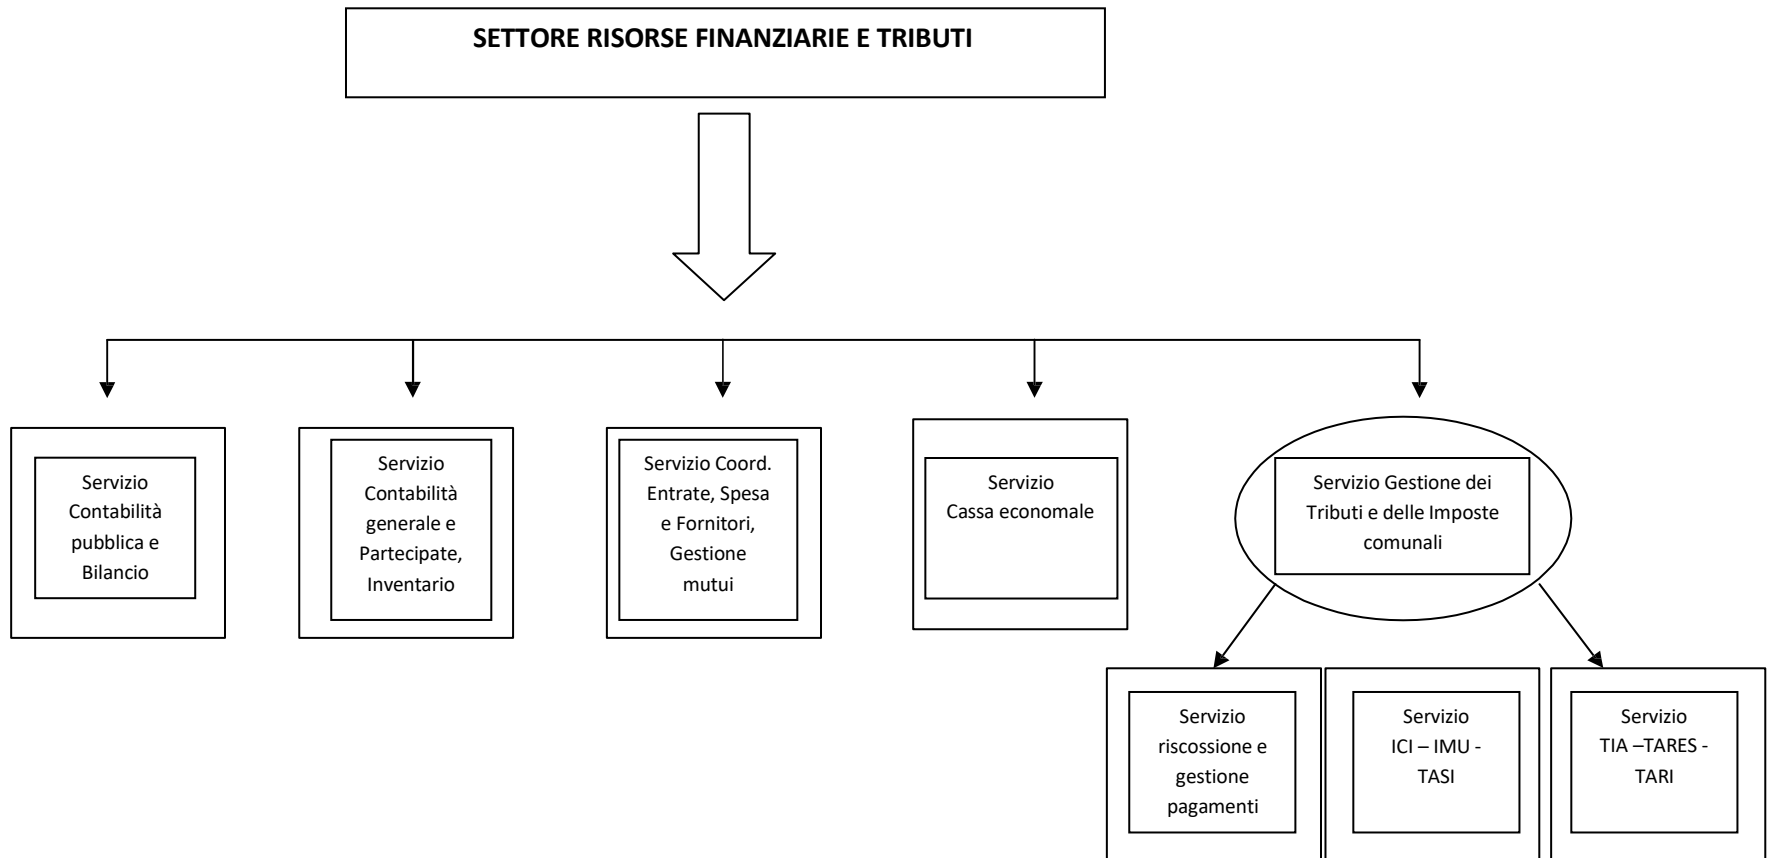 SETTORE RISORSE FINANZIARIE E TRIBUTI
Servizio
Contabilità
pubblica e
Bilancio
Servizio
Contabilità
generale e
Partecipate,
Inventario
Servizio Coord.
Entrate, Spesa
e Fornitori,
Gestione
mutui
Servizio
Cassa economale
Servizio Gestione dei
Tributi e delle Imposte
comunali
Servizio
riscossione e
gestione
pagamenti
Servizio
ICI – IMU -
TASI
Servizio
TIA –TARES -
TARI